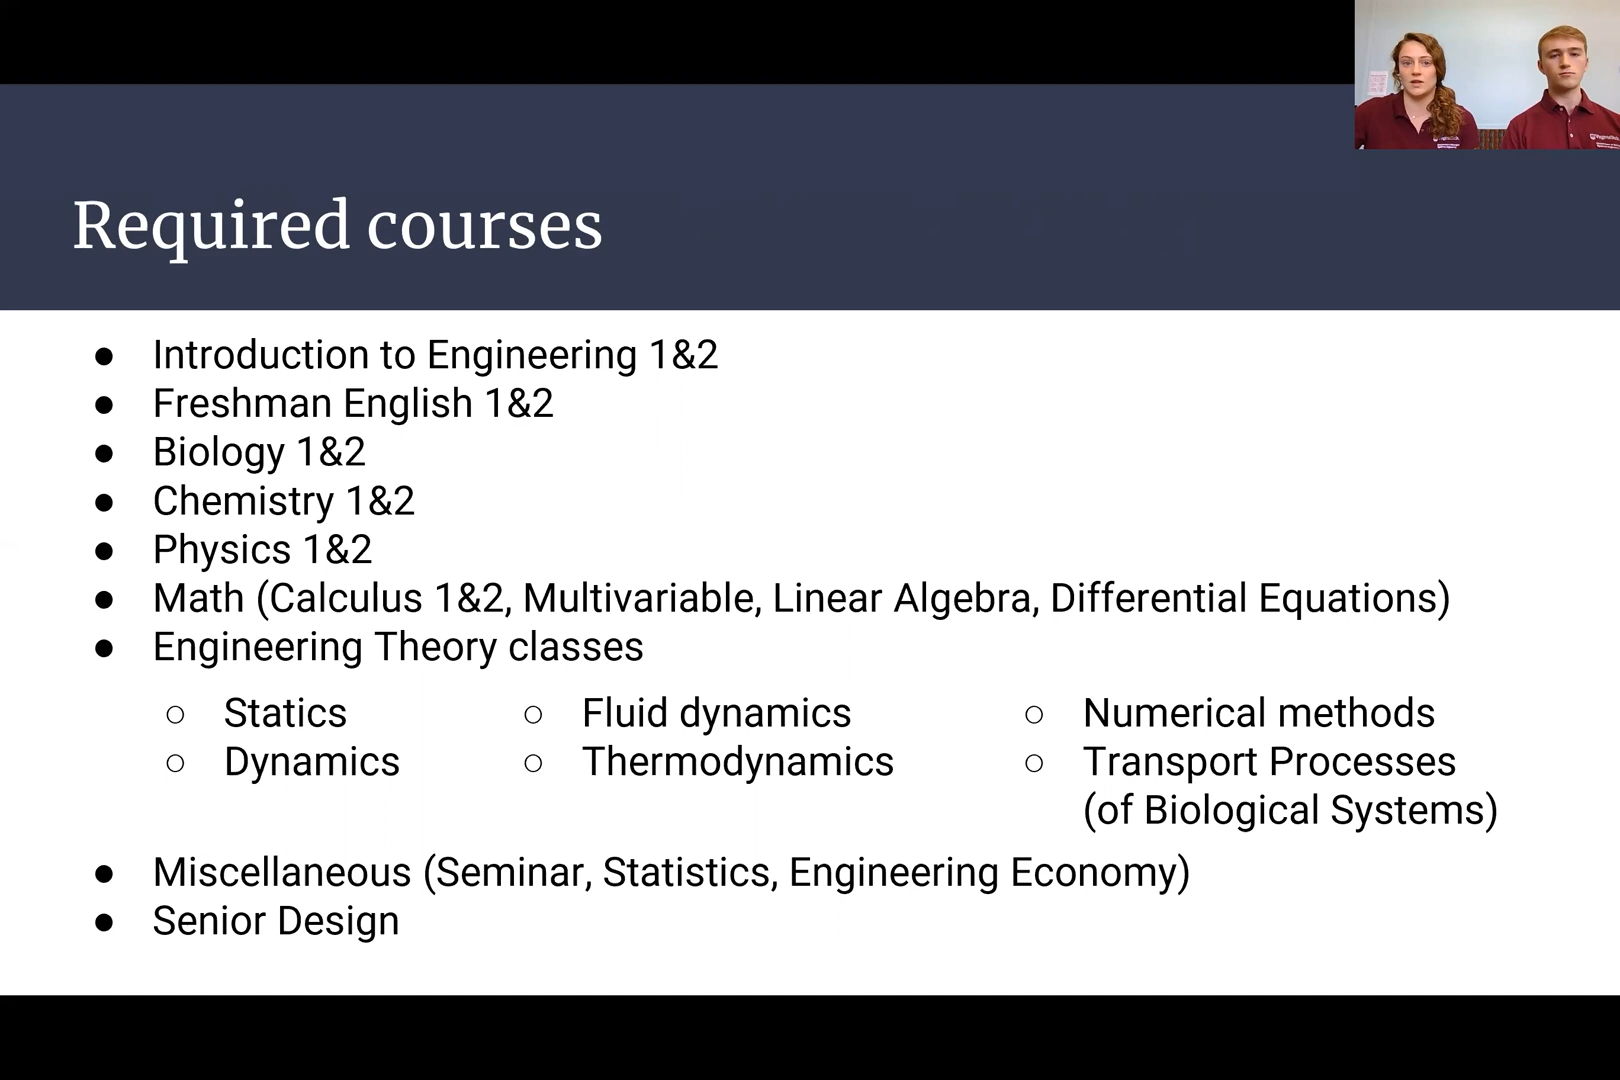 Required courses
● Introduction to Engineering 1&2
● Freshman English 1&2
● Biology 1&2
● Chemistry 1&2
● Physics 1&2
● Math (Calculus 1&2, Multivariable, Linear Algebra, Differential Equations)
● Engineering Theory classes
○ Statics
○ Dynamics
○ Fluid dynamics
○ Thermodynamics
○ Numerical methods
○ Transport Processes
(of Biological Systems)
● Miscellaneous (Seminar, Statistics, Engineering Economy)
● Senior Design